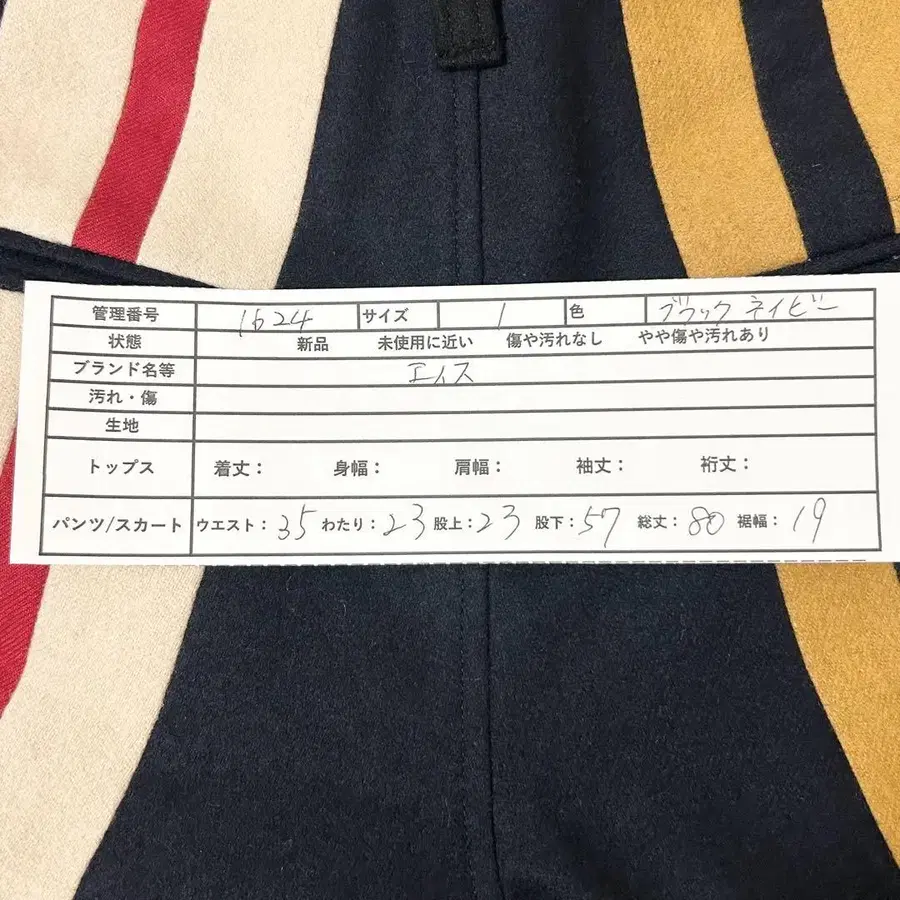 管理番号 1624 サイズ 1 色 ブラック ネイビー
状態 新品 未使用に近い 傷や汚れなし やや傷や汚れあり
ブランド名等 エイス
汚れ・傷
生地
トップス 着丈： 身幅： 肩幅： 袖丈： 裄丈：
パンツ/スカート ウエスト：35 わたり：23 股上：23 股下：57 総丈：80 裾幅：19